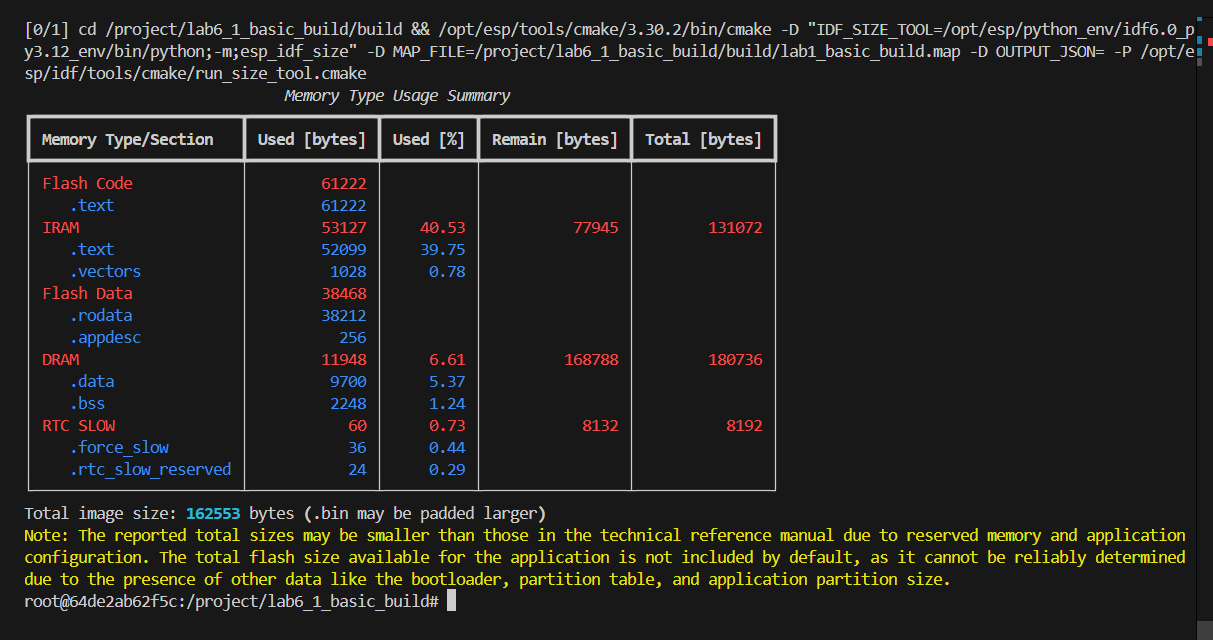 [0/1] cd /project/lab6_1_basic_build/build && /opt/esp/tools/cmake/3.30.2/bin/cmake -D "IDF_SIZE_TOOL=/opt/esp/python_env/idf6.0_p
y3.12_env/bin/python;-m;esp_idf_size" -D MAP_FILE=/project/lab6_1_basic_build/build/lab1_basic_build.map -D OUTPUT_JSON= -P /opt/e
sp/idf/tools/cmake/run_size_tool.cmake
Memory Type Usage Summary
Memory Type/Section Used [bytes] Used [%] Remain [bytes] Total [bytes]
Flash Code 61222
.text 61222
IRAM 53127 40.53 77945 131072
.text 52099 39.75
.vectors 1028 0.78
Flash Data 38468
.rodata 38212
.appdesc 256
DRAM 11948 6.61 168788 180736
.data 9700 5.37
.bss 2248 1.24
RTC SLOW 60 0.73 8132 8192
.force_slow 36 0.44
.rtc_slow_reserved 24 0.29
Total image size: 162553 bytes (.bin may be padded larger)
Note: The reported total sizes may be smaller than those in the technical reference manual due to reserved memory and application
configuration. The total flash size available for the application is not included by default, as it cannot be reliably determined
due to the presence of other data like the bootloader, partition table, and application partition size.
root@64de2ab62f5c:/project/lab6_1_basic_build#